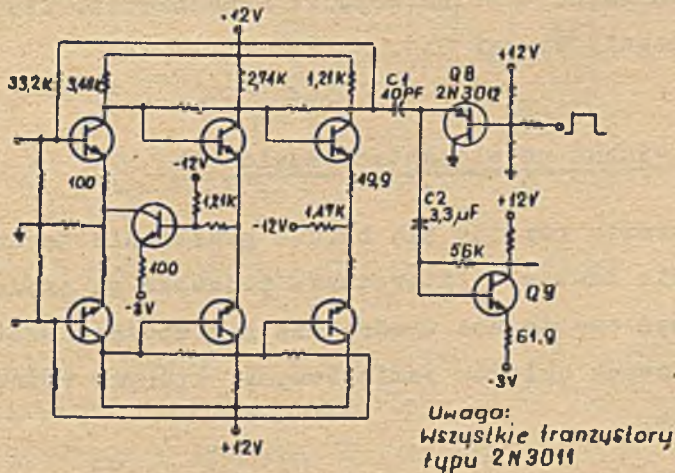 +12V
33,2K
3,48K
2,74K
1,21K
C1
10PF
Q8
2N3012
+12V
100
-12V
1,21K
49,9
-12V
1,47K
C2
3,3μF
+12V
56K
100
-3V
Q9
61,9
-3V
+12V
Uwaga:
Wszystkie tranzystory
typu 2N3011